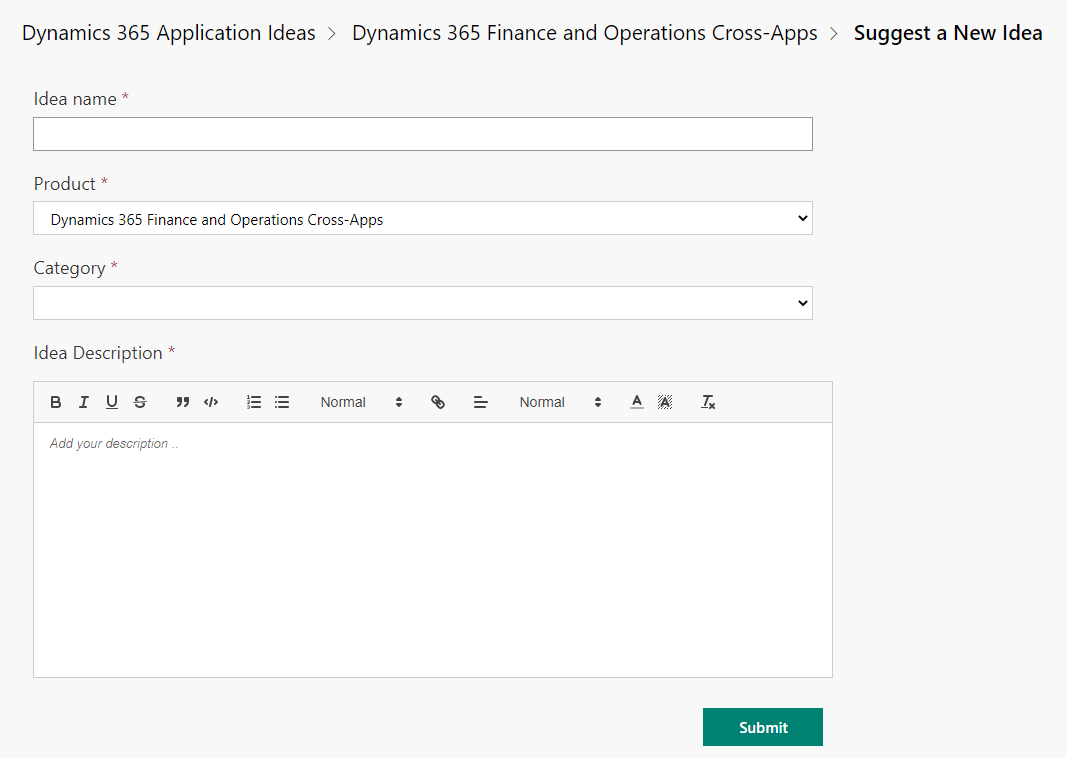 Dynamics 365 Application Ideas > Dynamics 365 Finance and Operations Cross-Apps > Suggest a New Idea
Idea name *
Product *
Dynamics 365 Finance and Operations Cross-Apps
Category *
Idea Description *
Normal Normal
Add your description ..
Submit